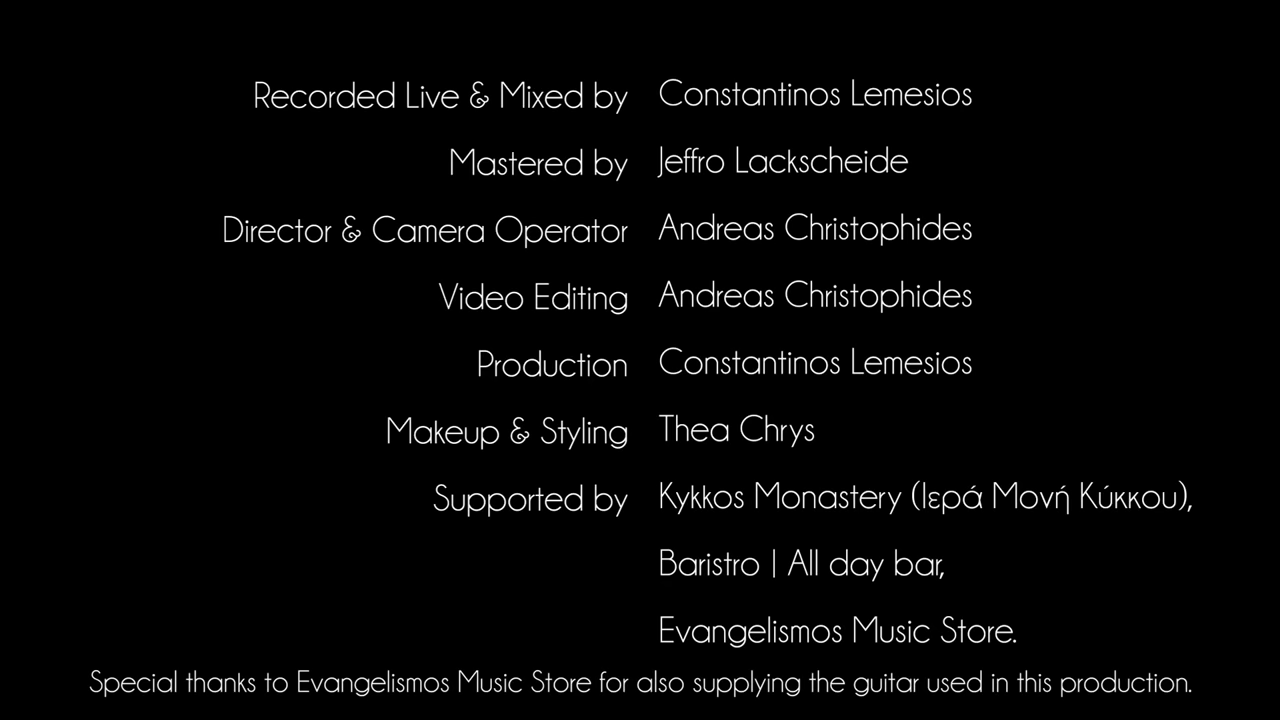 Recorded Live & Mixed by Constantinos Lemesios
Mastered by Jeffro Lackscheide
Director & Camera Operator Andreas Christophides
Video Editing Andreas Christophides
Production Constantinos Lemesios
Makeup & Styling Thea Chrys
Supported by Kykkos Monastery (Ιερά Μονή Κύκκου),
Baristro | All day bar,
Evangelismos Music Store.
Special thanks to Evangelismos Music Store for also supplying the guitar used in this production.